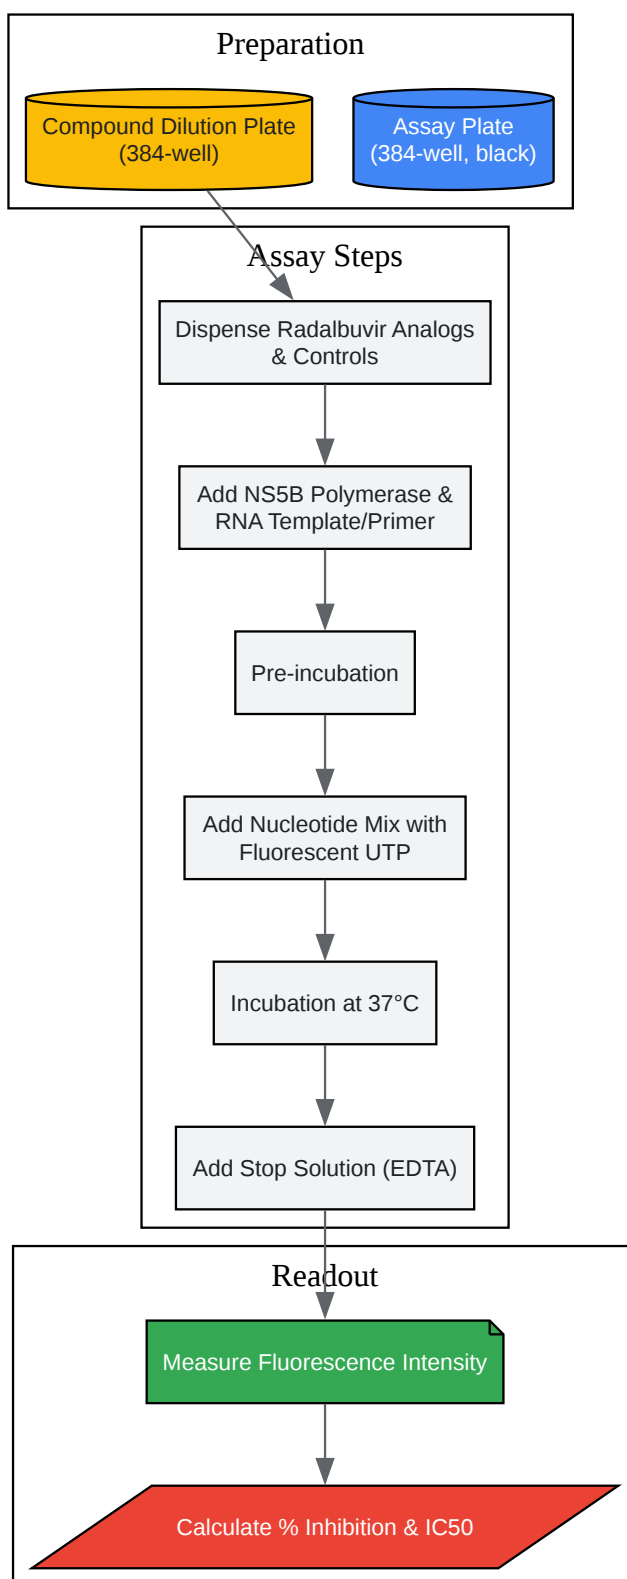 Preparation
Compound Dilution Plate
(384-well)
Assay Plate
(384-well, black)
Assay Steps
Dispense Radalbuvir Analogs
& Controls
Add NS5B Polymerase &
RNA Template/Primer
Pre-incubation
Add Nucleotide Mix with
Fluorescent UTP
Incubation at 37°C
Add Stop Solution (EDTA)
Readout
Measure Fluorescence Intensity
Calculate % Inhibition & IC50